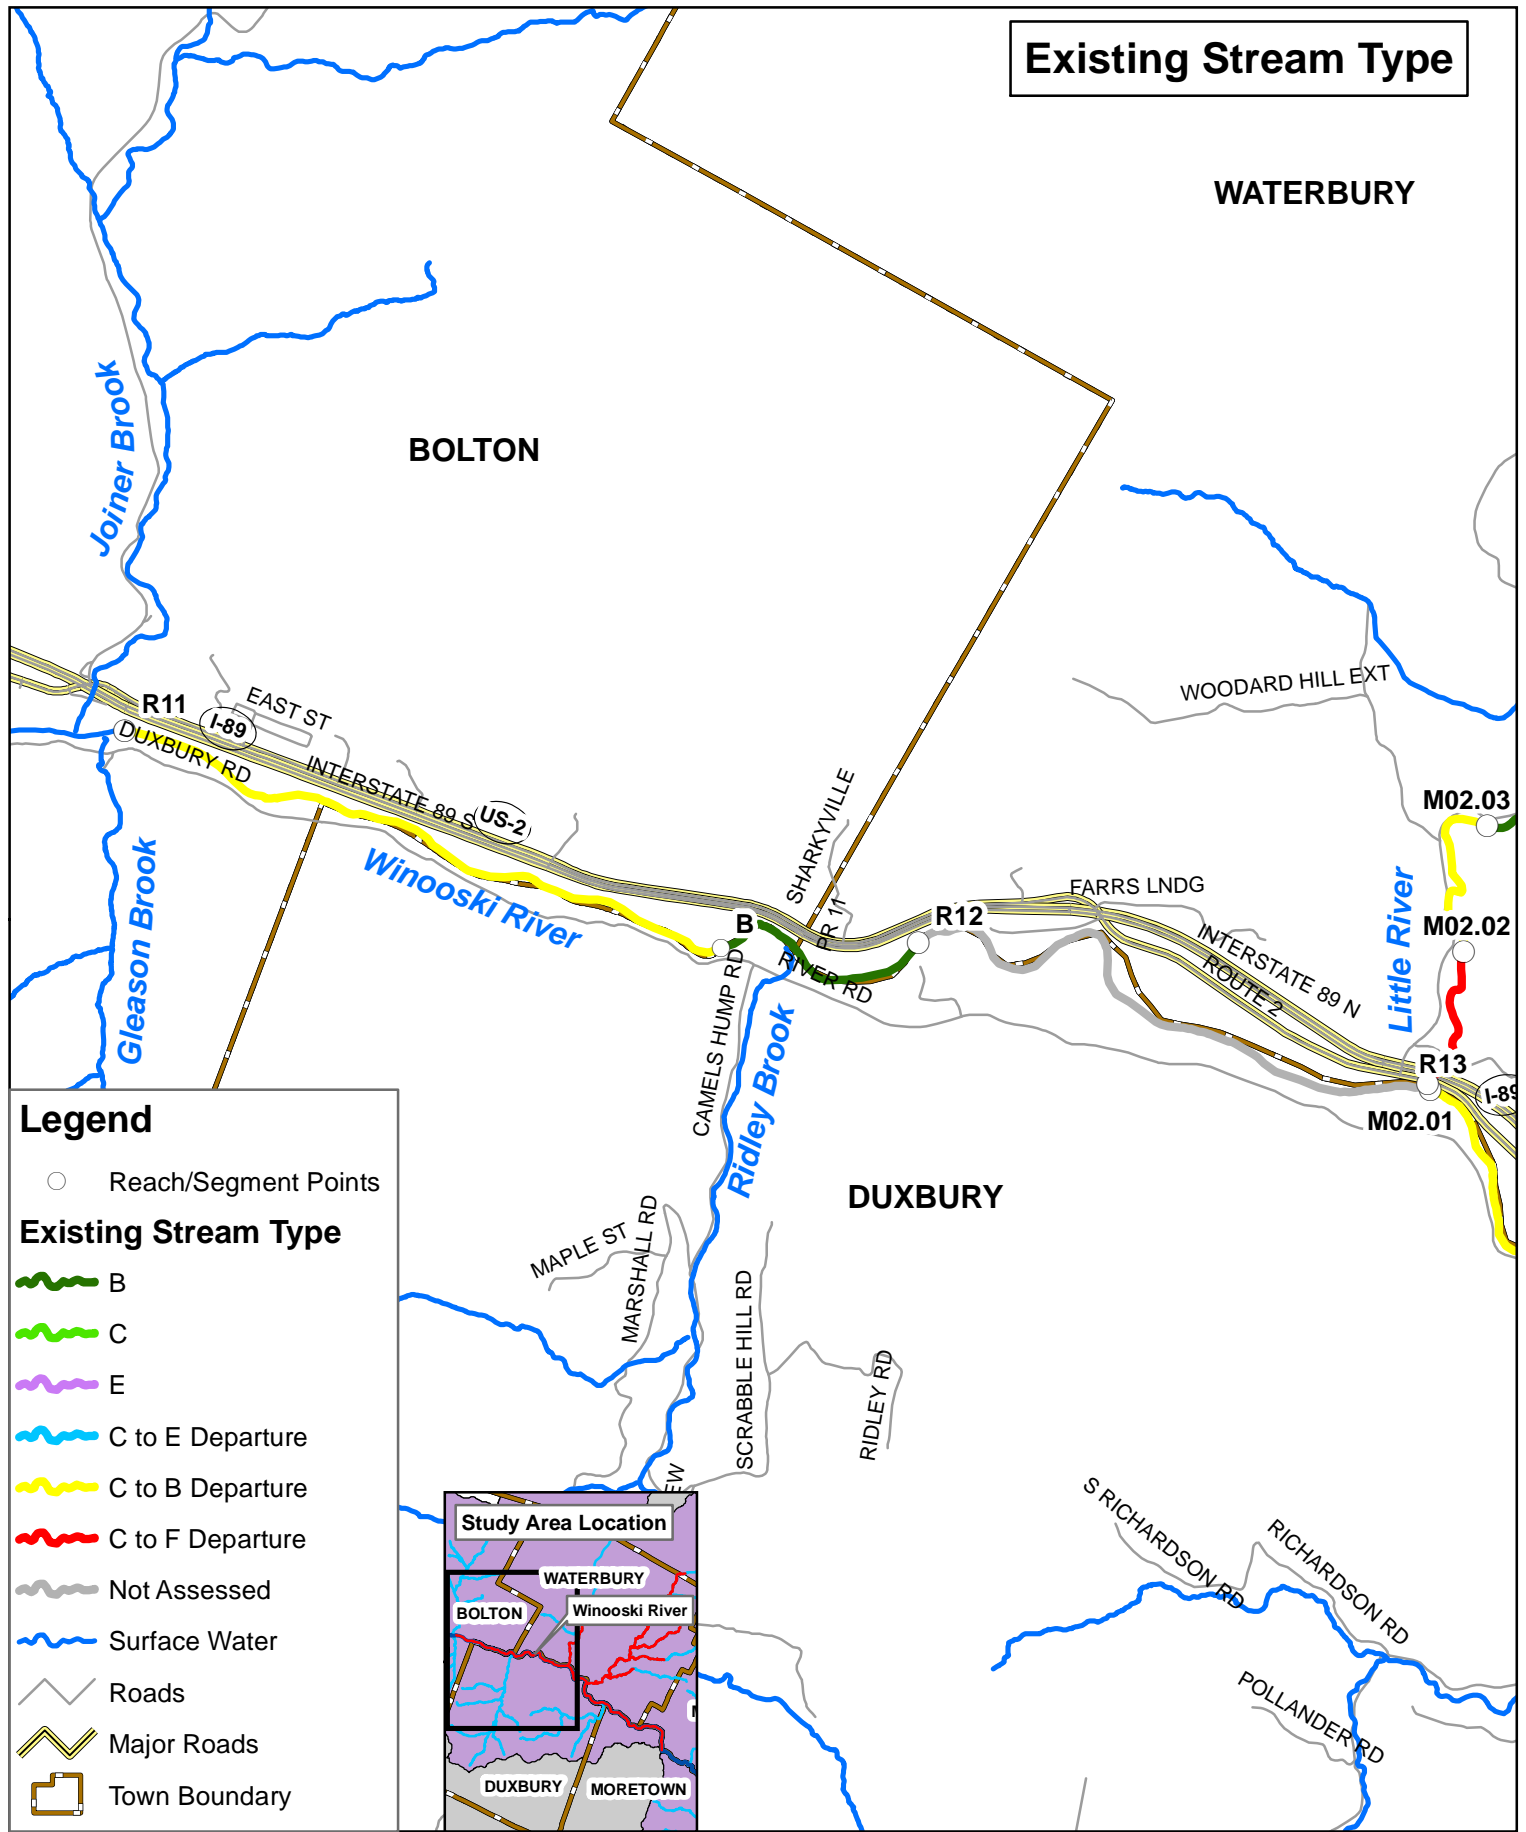 Existing Stream Type
WATERBURY
BOLTON
Joiner Brook
WOODARD HILL EXT
R11
EAST ST
I-89
DUXBURY RD
INTERSTATE 89 S
US-2
SHARKYVILLE
M02.03
Gleason Brook
Winooski River
B
PR 11
R12
FARRS LNDG
M02.02
Little River
INTERSTATE 89 N
ROUTE 2
RIVER RD
CAMELS HUMP RD
Ridley Brook
R13
I-89
M02.01
DUXBURY
MAPLE ST
MARSHALL RD
SCRABBLE HILL RD
RIDLEY RD
EW
S RICHARDSON RD
RICHARDSON RD
POLLANDER RD
Legend
Reach/Segment Points
Existing Stream Type
B
C
E
C to E Departure
C to B Departure
C to F Departure
Not Assessed
Surface Water
Roads
Major Roads
Town Boundary
Study Area Location
WATERBURY
BOLTON
Winooski River
DUXBURY
MORETOWN